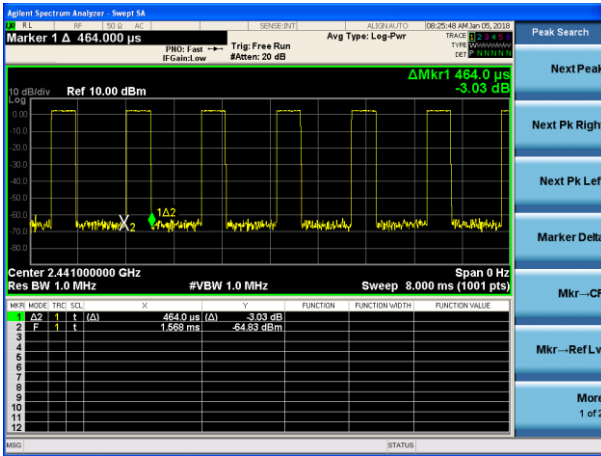 Agilent Spectrum Analyzer - Swept SA
RL RF 50 Ω AC SENSE:INT ALIGNAUTO 08:25:48 AM Jan 05, 2018
Marker 1 Δ 464.000 µs
PNO: Fast
IFGain:Low
Trig: Free Run
#Atten: 20 dB
Avg Type: Log-Pwr
TRACE 1 2 3 4 5 6
TYPE WWWWWW
DET P N N N N N
ΔMkr1 464.0 µs
-3.03 dB
10 dB/div
Log
Ref 10.00 dBm
0.00
-10.0
-20.0
-30.0
-40.0
-50.0
-60.0
-70.0
-80.0
X2
1Δ2
Center 2.441000000 GHz
Span 0 Hz
Res BW 1.0 MHz
#VBW 1.0 MHz
Sweep 8.000 ms (1001 pts)
MKR MODE TRC SCL X Y FUNCTION FUNCTION WIDTH FUNCTION VALUE
1 Δ2 1 t (Δ) 464.0 µs (Δ) -3.03 dB
2 F 1 t 1.568 ms -64.83 dBm
3
4
5
6
7
8
9
10
11
12
MSG
STATUS
Peak Search
Next Peak
Next Pk Right
Next Pk Left
Marker Delta
Mkr→CF
Mkr→Ref Lv
More
1 of 2